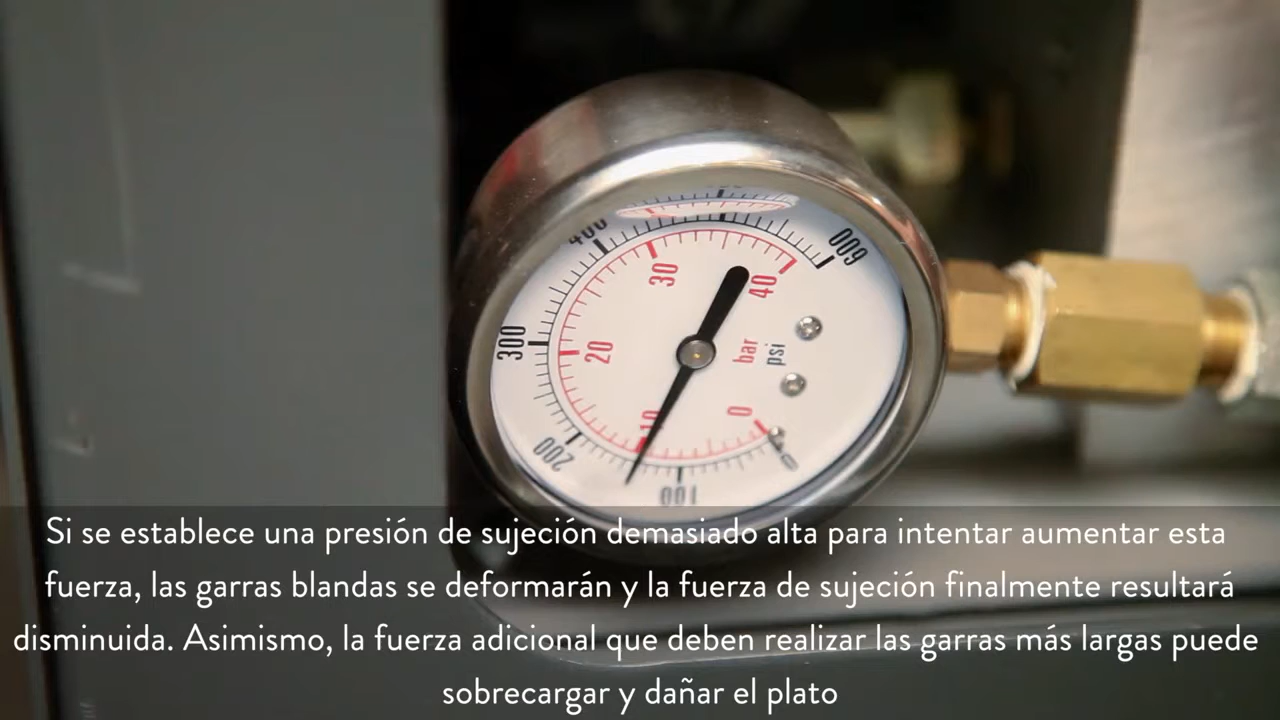 600
400
30
40
300
20
bar
psi
10
0
0
200
100
Si se establece una presión de sujeción demasiado alta para intentar aumentar esta
fuerza, las garras blandas se deformarán y la fuerza de sujeción finalmente resultará
disminuida. Asimismo, la fuerza adicional que deben realizar las garras más largas puede
sobrecargar y dañar el plato